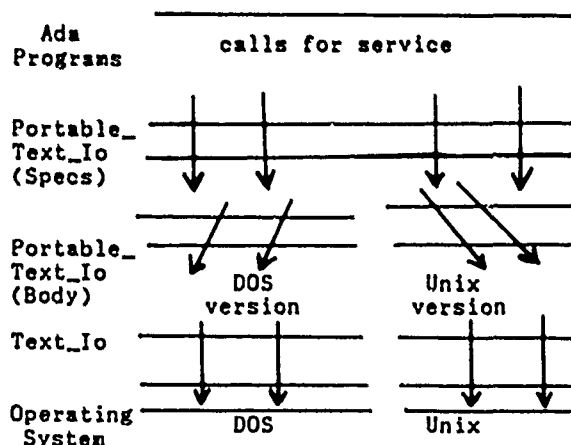 Ada
Programs
calls for service
Portable_
Text_Io
(Specs)
Portable_
Text_Io
(Body)
DOS
version
Unix
version
Text_Io
Operating
System
DOS
Unix